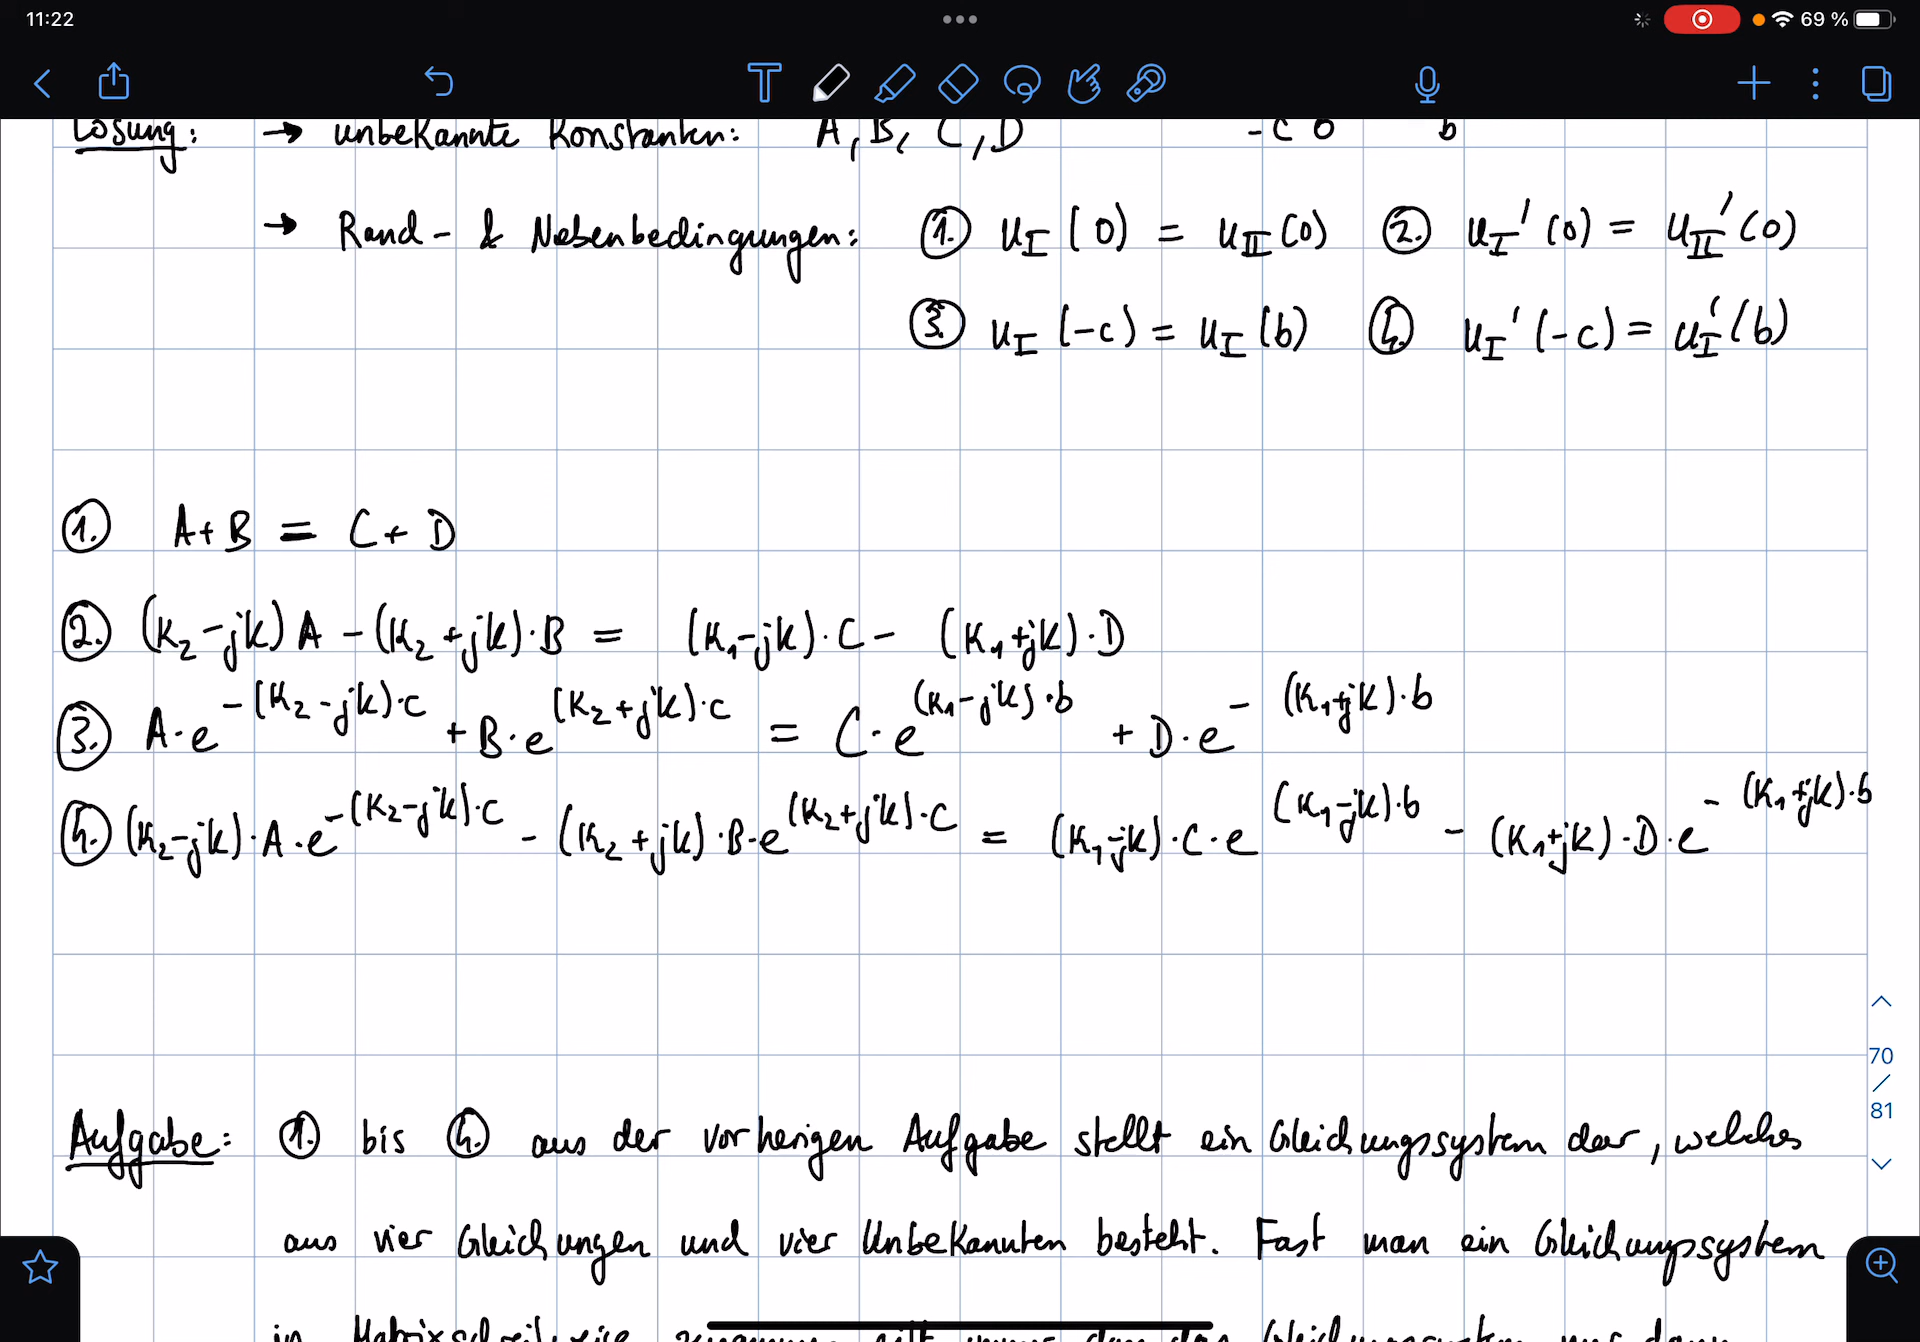 11:22 69 %
Lösung: → unbekannte Konstanten: A, B, C, D -c 0 b
→ Rand- & Nebenbedingungen: ①. u_I(0) = u_II(0) ②. u_I'(0) = u_II'(0)
③. u_I(-c) = u_I(b) ④. u_I'(-c) = u_I'(b)
①. A+B = C+D
②. (K₂-jk)A - (K₂+jk)·B = (K₁-jk)·C - (K₁+jk)·D
③. A·e^{-(K₂-jk)·c} + B·e^{(K₂+jk)·c} = C·e^{(K₁-jk)·b} + D·e^{-(K₁+jk)·b}
④. (K₂-jk)·A·e^{-(K₂-jk)·c} - (K₂+jk)·B·e^{(K₂+jk)·c} = (K₁-jk)·C·e^{(K₁-jk)·b} - (K₁+jk)·D·e^{-(K₁+jk)·b}
70
/
81
Aufgabe: ①. bis ④. aus der vorherigen Aufgabe stellt ein Gleichungssystem dar, welches
aus vier Gleichungen und vier Unbekannten besteht. Fast man ein Gleichungssystem
in Matrixschreibweise